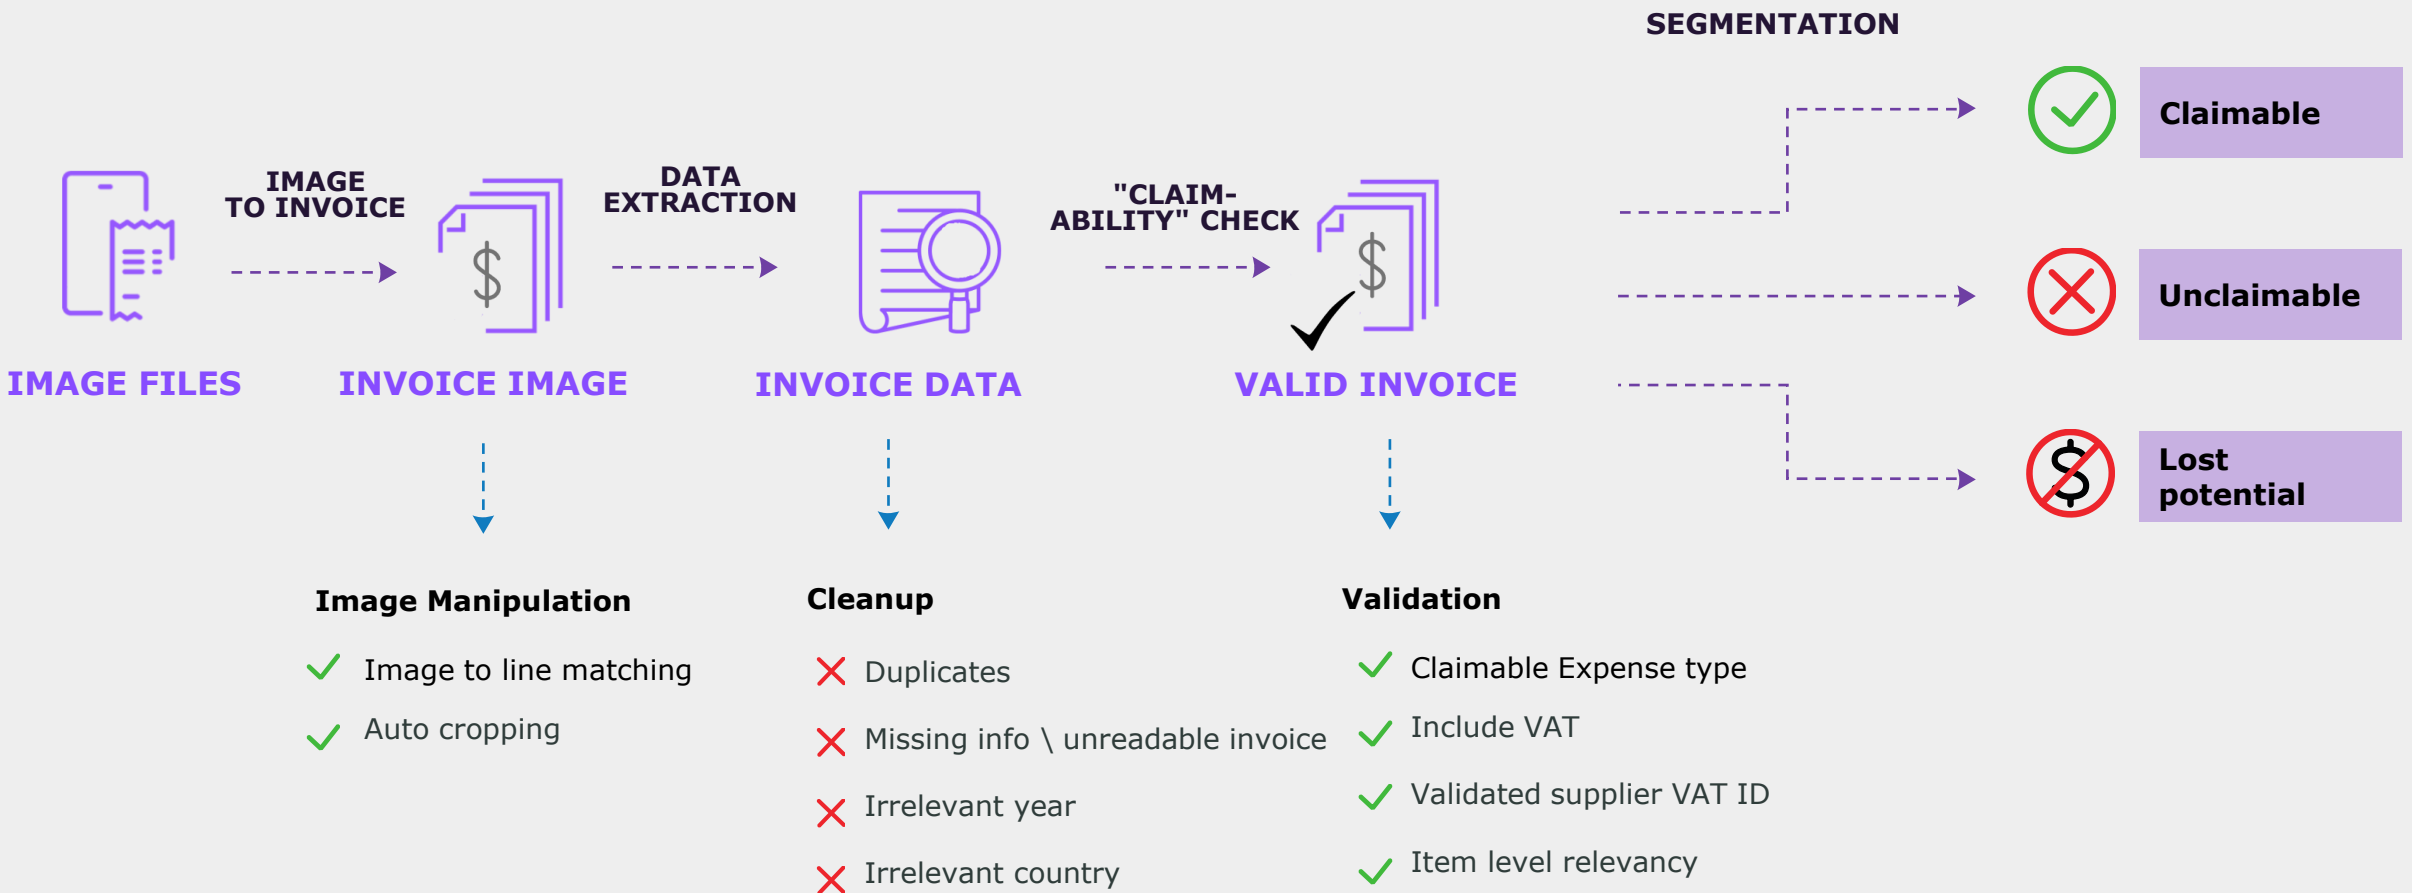 SEGMENTATION
Claimable
IMAGE
TO INVOICE
DATA
EXTRACTION
"CLAIM-
ABILITY" CHECK
Unclaimable
IMAGE FILES
INVOICE IMAGE
INVOICE DATA
VALID INVOICE
Lost
potential
Image Manipulation
Image to line matching
Auto cropping
Cleanup
Duplicates
Missing info \ unreadable invoice
Irrelevant year
Irrelevant country
Validation
Claimable Expense type
Include VAT
Validated supplier VAT ID
Item level relevancy